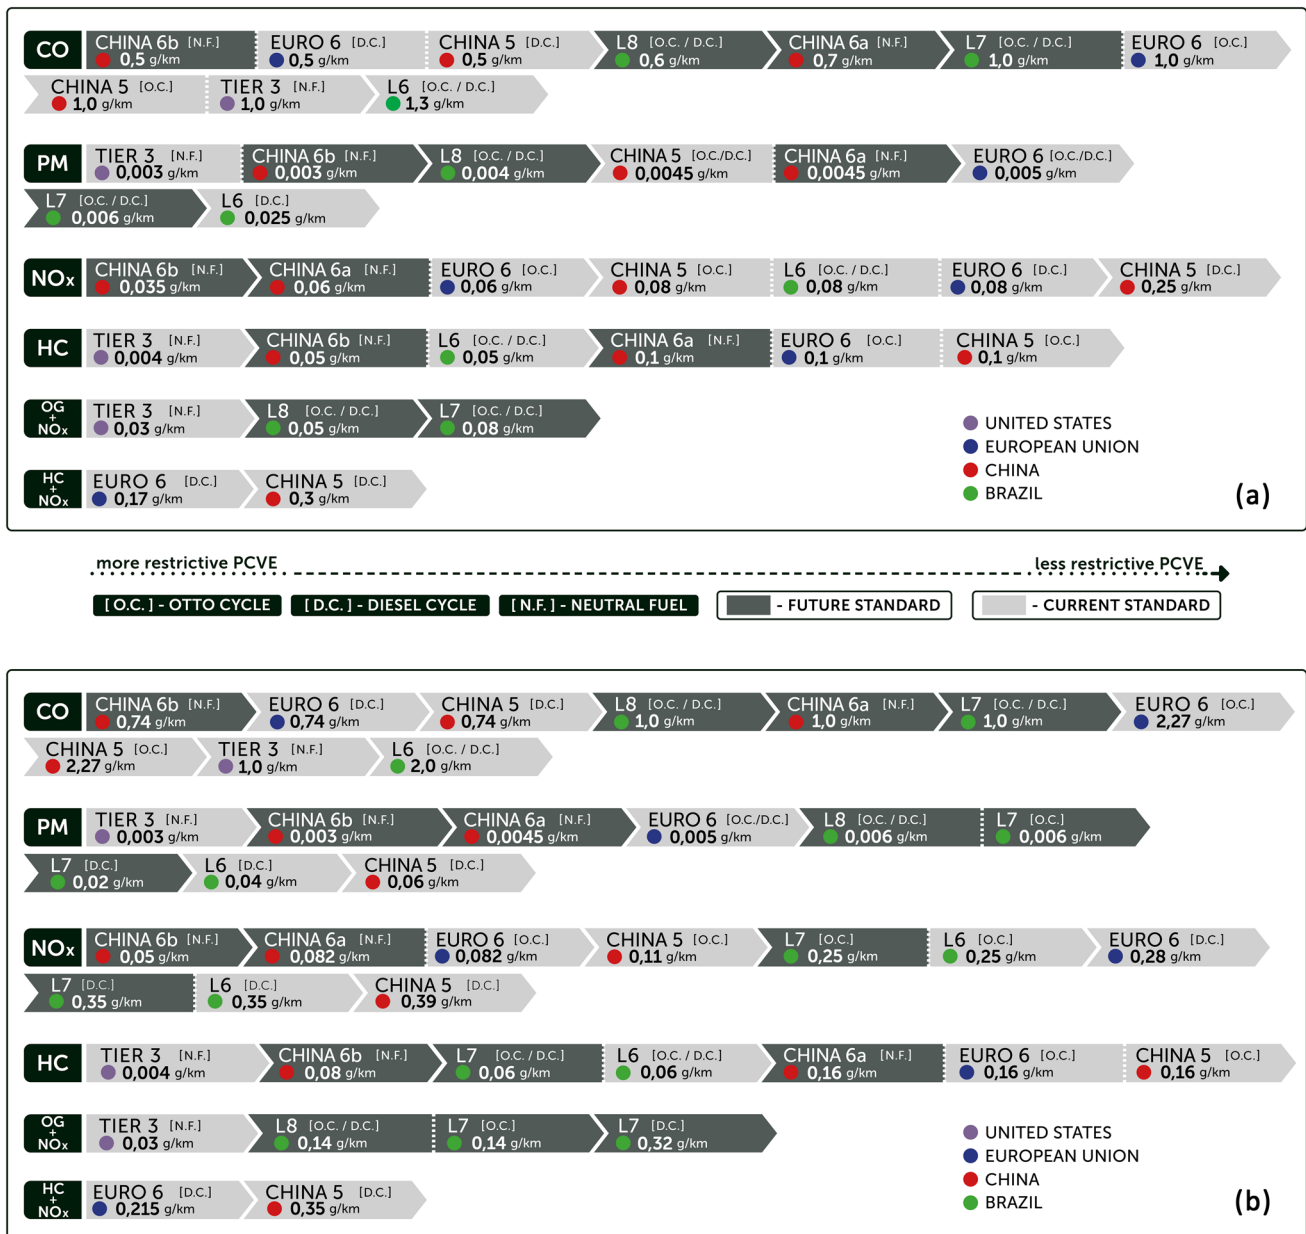 CO CHINA 6b [N.F.] 0,5 g/km EURO 6 [D.C.] 0,5 g/km CHINA 5 [D.C.] 0,5 g/km L8 [O.C. / D.C.] 0,6 g/km CHINA 6a [N.F.] 0,7 g/km L7 [O.C. / D.C.] 1,0 g/km EURO 6 [O.C.] 1,0 g/km
CHINA 5 [O.C.] 1,0 g/km TIER 3 [N.F.] 1,0 g/km L6 [O.C. / D.C.] 1,3 g/km
PM TIER 3 [N.F.] 0,003 g/km CHINA 6b [N.F.] 0,003 g/km L8 [O.C. / D.C.] 0,004 g/km CHINA 5 [O.C./D.C.] 0,0045 g/km CHINA 6a [N.F.] 0,0045 g/km EURO 6 [O.C./D.C.] 0,005 g/km
L7 [O.C. / D.C.] 0,006 g/km L6 [D.C.] 0,025 g/km
NOx CHINA 6b [N.F.] 0,035 g/km CHINA 6a [N.F.] 0,06 g/km EURO 6 [O.C.] 0,06 g/km CHINA 5 [O.C.] 0,08 g/km L6 [O.C. / D.C.] 0,08 g/km EURO 6 [D.C.] 0,08 g/km CHINA 5 [D.C.] 0,25 g/km
HC TIER 3 [N.F.] 0,004 g/km CHINA 6b [N.F.] 0,05 g/km L6 [O.C. / D.C.] 0,05 g/km CHINA 6a [N.F.] 0,1 g/km EURO 6 [O.C.] 0,1 g/km CHINA 5 [O.C.] 0,1 g/km
OG + NOx TIER 3 [N.F.] 0,03 g/km L8 [O.C. / D.C.] 0,05 g/km L7 [O.C. / D.C.] 0,08 g/km
HC + NOx EURO 6 [D.C.] 0,17 g/km CHINA 5 [D.C.] 0,3 g/km
UNITED STATES
EUROPEAN UNION
CHINA
BRAZIL
(a)
more restrictive PCVE less restrictive PCVE
[O.C.] - OTTO CYCLE [D.C.] - DIESEL CYCLE [N.F.] - NEUTRAL FUEL - FUTURE STANDARD - CURRENT STANDARD
CO CHINA 6b [N.F.] 0,74 g/km EURO 6 [D.C.] 0,74 g/km CHINA 5 [D.C.] 0,74 g/km L8 [O.C. / D.C.] 1,0 g/km CHINA 6a [N.F.] 1,0 g/km L7 [O.C. / D.C.] 1,0 g/km EURO 6 [O.C.] 2,27 g/km
CHINA 5 [O.C.] 2,27 g/km TIER 3 [N.F.] 1,0 g/km L6 [O.C. / D.C.] 2,0 g/km
PM TIER 3 [N.F.] 0,003 g/km CHINA 6b [N.F.] 0,003 g/km CHINA 6a [N.F.] 0,0045 g/km EURO 6 [O.C./D.C.] 0,005 g/km L8 [O.C. / D.C.] 0,006 g/km L7 [O.C.] 0,006 g/km
L7 [D.C.] 0,02 g/km L6 [D.C.] 0,04 g/km CHINA 5 [D.C.] 0,06 g/km
NOx CHINA 6b [N.F.] 0,05 g/km CHINA 6a [N.F.] 0,082 g/km EURO 6 [O.C.] 0,082 g/km CHINA 5 [O.C.] 0,11 g/km L7 [O.C.] 0,25 g/km L6 [O.C.] 0,25 g/km EURO 6 [D.C.] 0,28 g/km
L7 [D.C.] 0,35 g/km L6 [D.C.] 0,35 g/km CHINA 5 [D.C.] 0,39 g/km
HC TIER 3 [N.F.] 0,004 g/km CHINA 6b [N.F.] 0,08 g/km L7 [O.C. / D.C.] 0,06 g/km L6 [O.C. / D.C.] 0,06 g/km CHINA 6a [N.F.] 0,16 g/km EURO 6 [O.C.] 0,16 g/km CHINA 5 [O.C.] 0,16 g/km
OG + NOx TIER 3 [N.F.] 0,03 g/km L8 [O.C. / D.C.] 0,14 g/km L7 [O.C.] 0,14 g/km L7 [D.C.] 0,32 g/km
HC + NOx EURO 6 [D.C.] 0,215 g/km CHINA 5 [D.C.] 0,35 g/km
UNITED STATES
EUROPEAN UNION
CHINA
BRAZIL
(b)